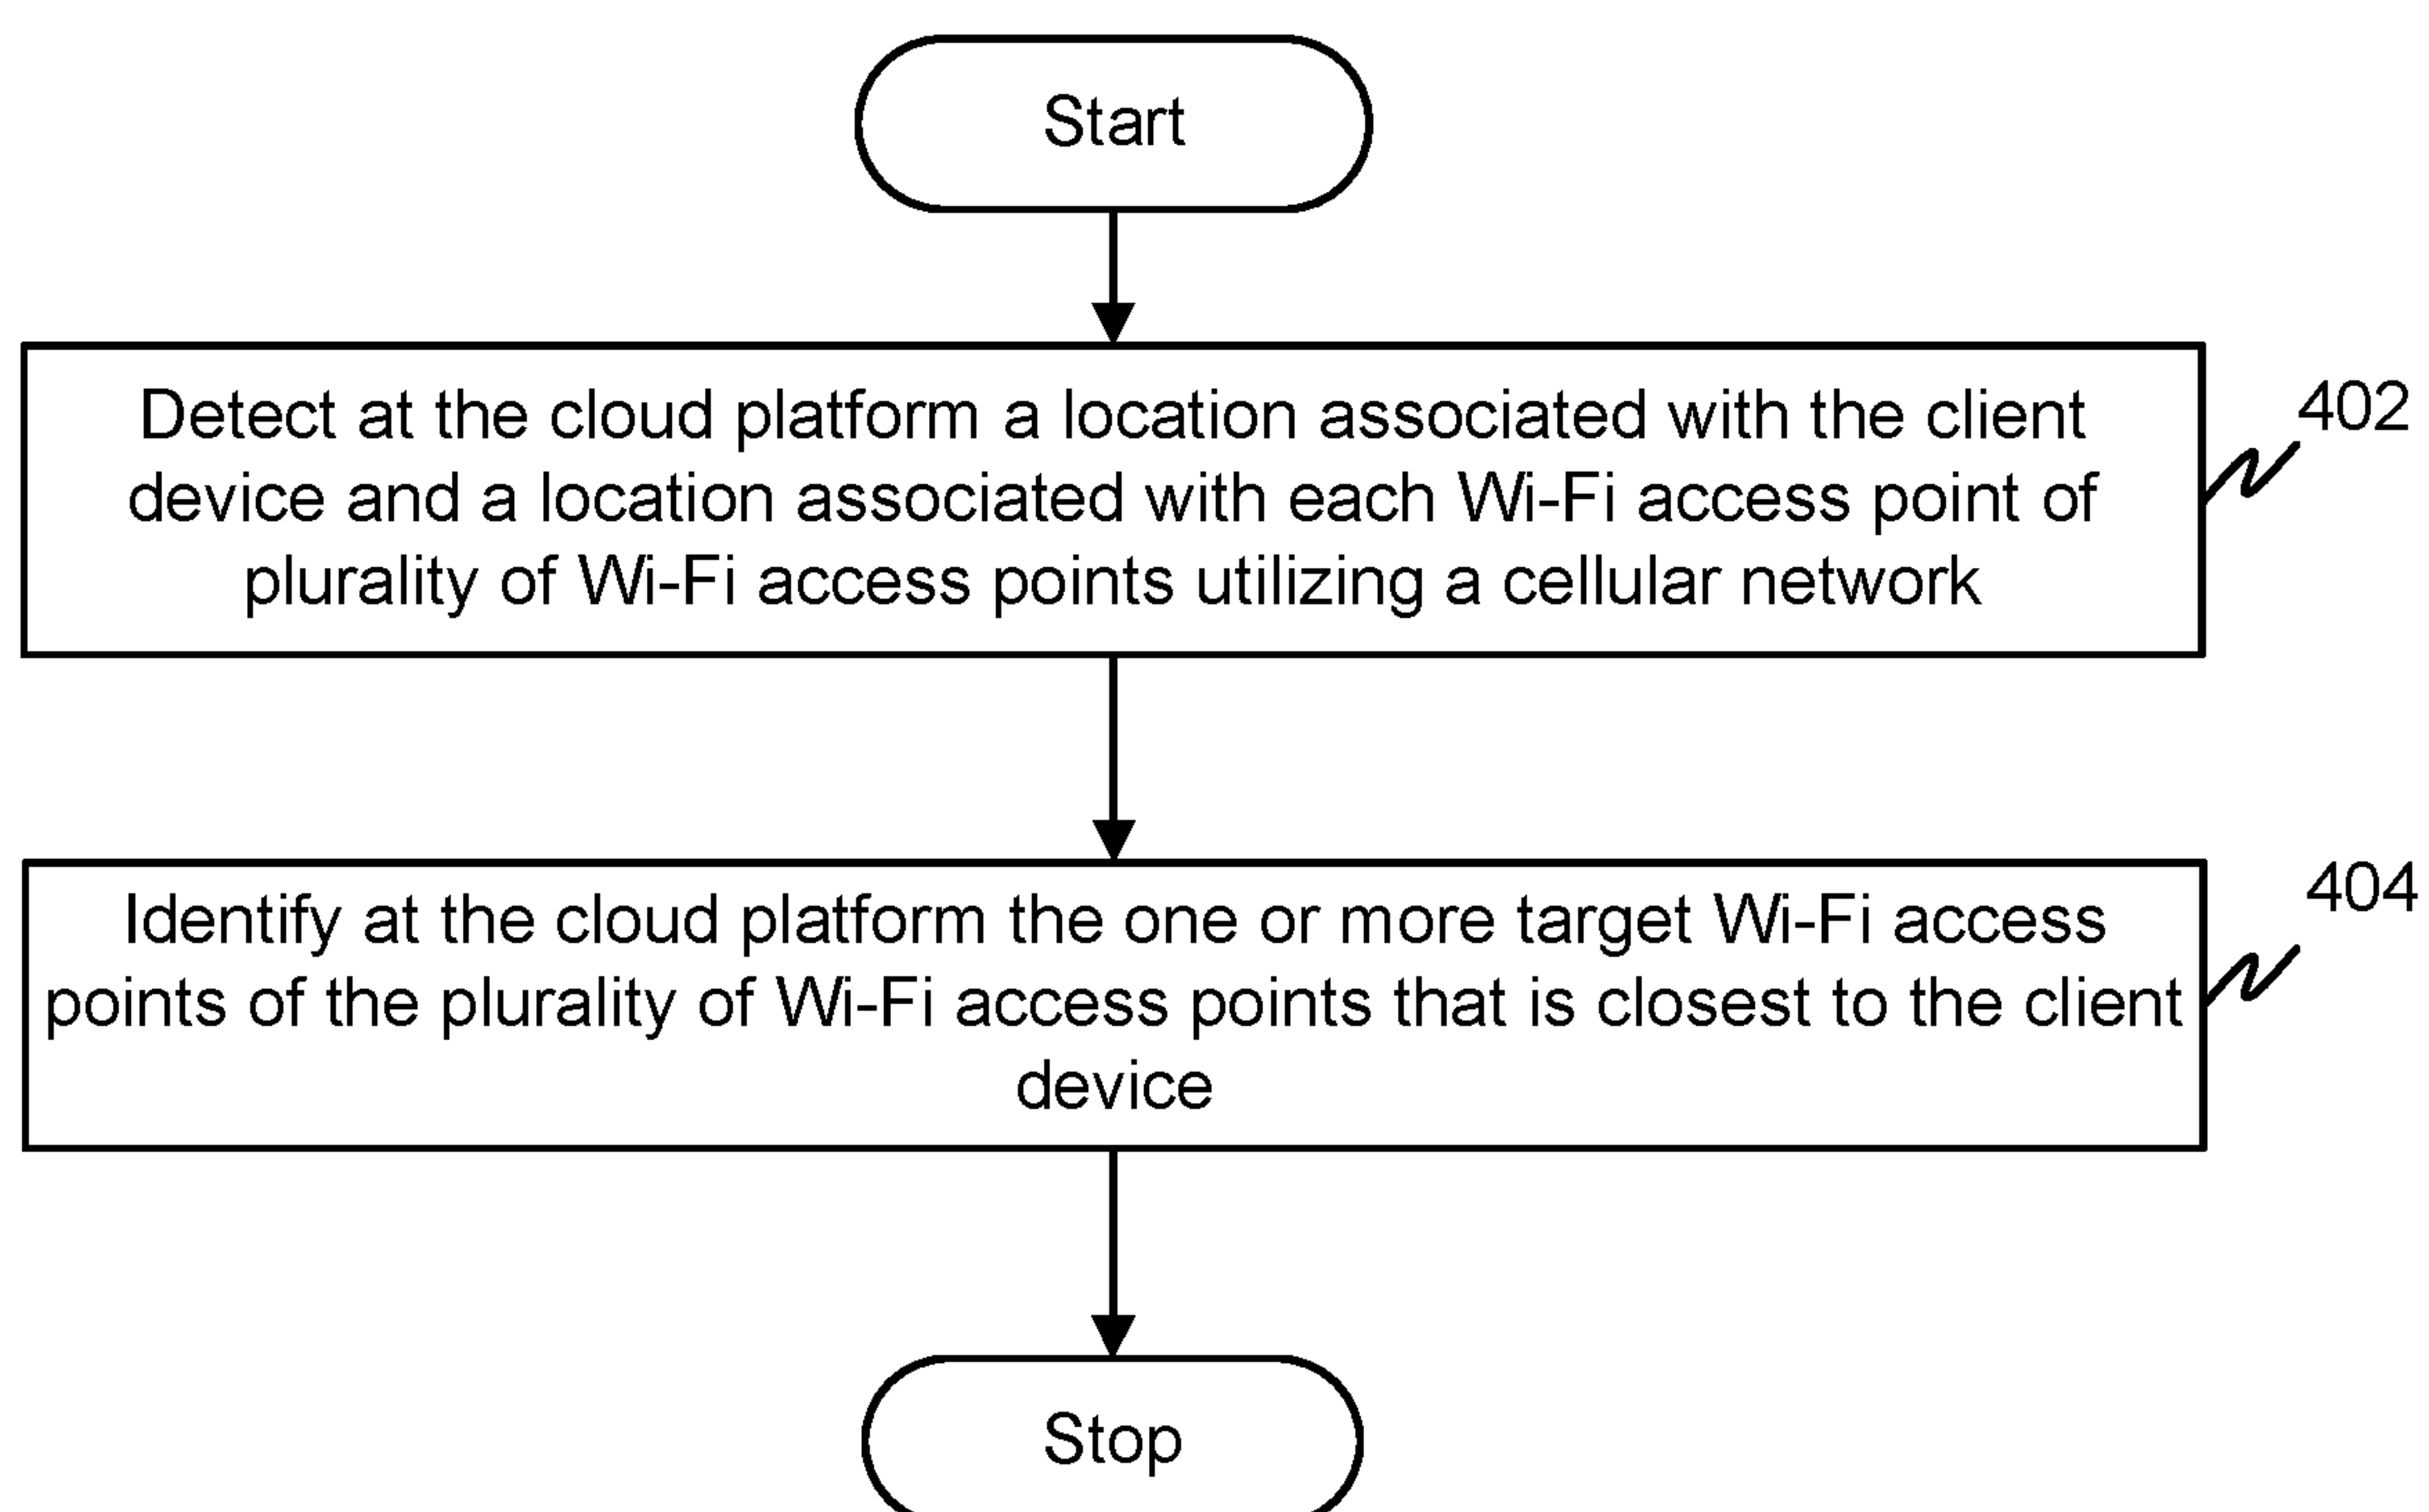 Start
Detect at the cloud platform a location associated with the client
device and a location associated with each Wi-Fi access point of
plurality of Wi-Fi access points utilizing a cellular network
402
Identify at the cloud platform the one or more target Wi-Fi access
points of the plurality of Wi-Fi access points that is closest to the client
device
404
Stop